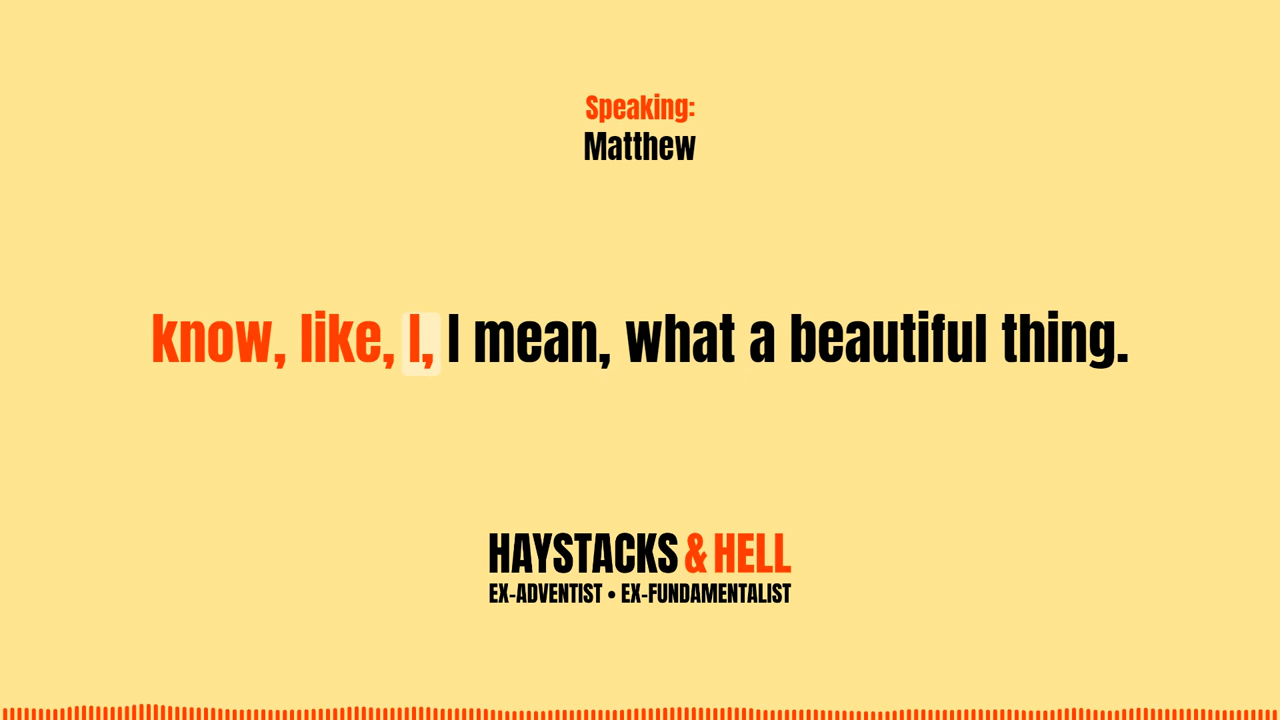 Speaking:
Matthew
know, like, I, I mean, what a beautiful thing.
HAYSTACKS & HELL
EX-ADVENTIST • EX-FUNDAMENTALIST